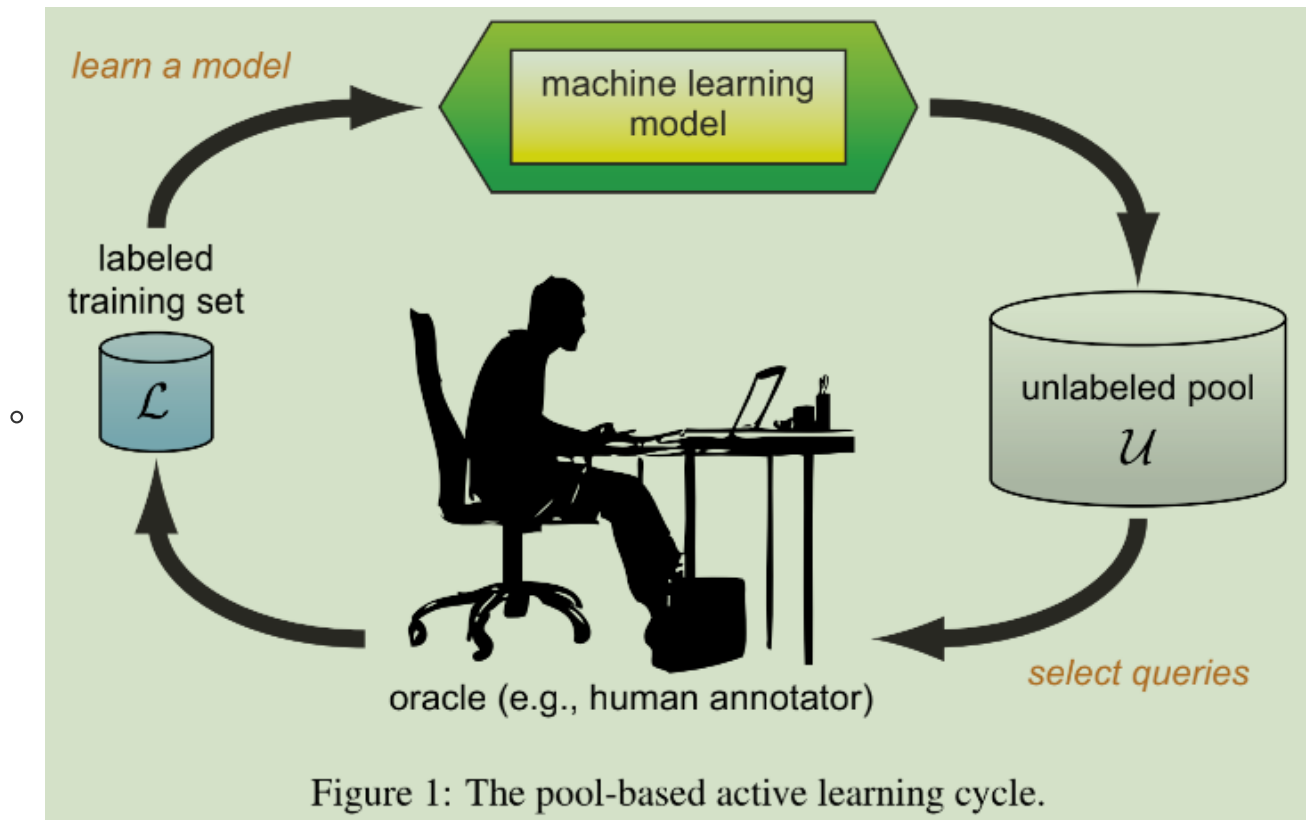 learn a model
machine learning
model
labeled
training set
ℒ
unlabeled pool
𝒰
oracle (e.g., human annotator)
select queries
Figure 1: The pool-based active learning cycle.